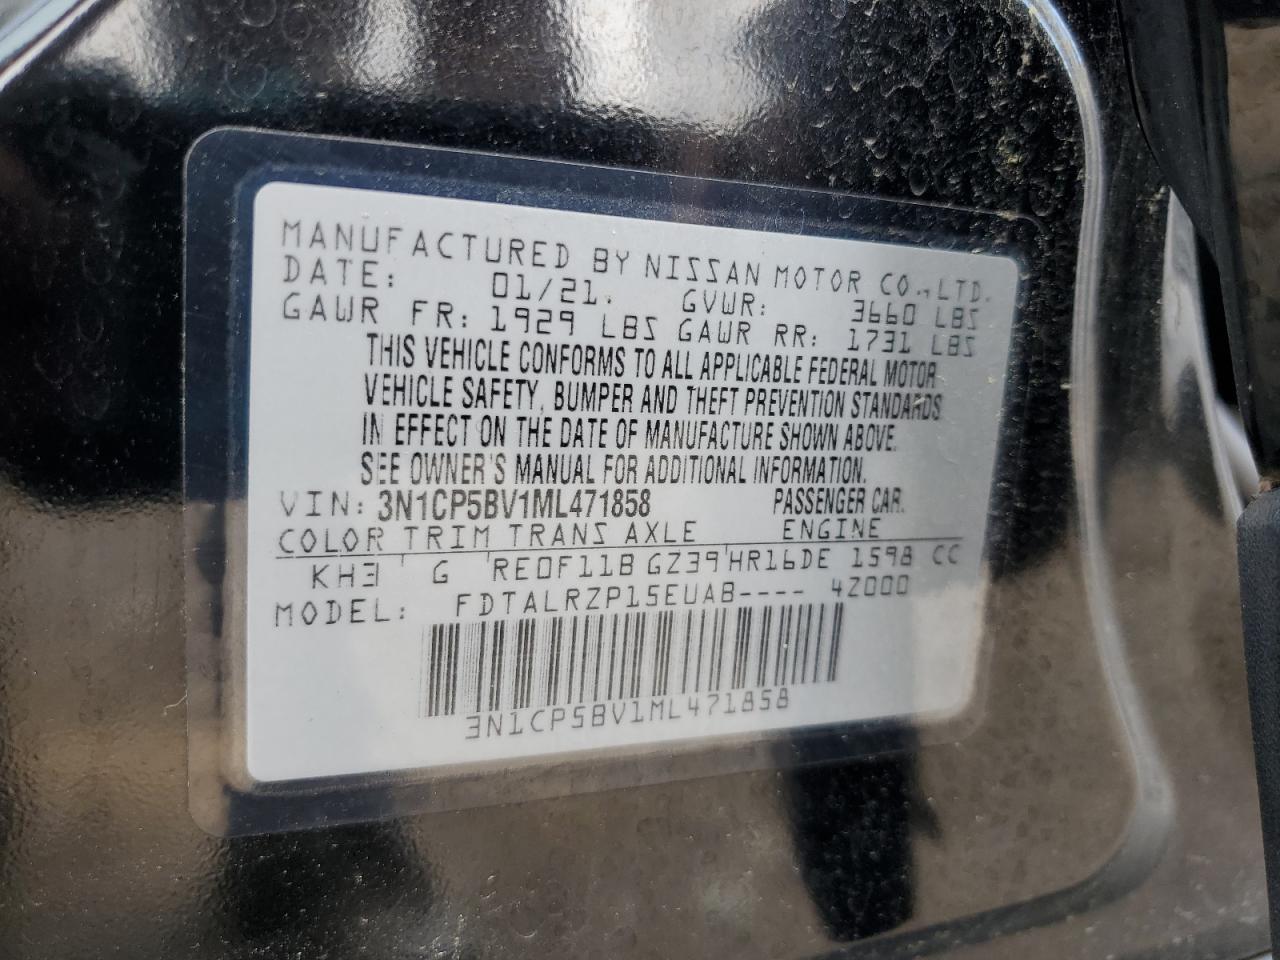 MANUFACTURED BY NISSAN MOTOR CO.,LTD.
DATE: 01/21. GVWR: 3660 LBS
GAWR FR: 1929 LBS GAWR RR: 1731 LBS
THIS VEHICLE CONFORMS TO ALL APPLICABLE FEDERAL MOTOR
VEHICLE SAFETY, BUMPER AND THEFT PREVENTION STANDARDS
IN EFFECT ON THE DATE OF MANUFACTURE SHOWN ABOVE.
SEE OWNER'S MANUAL FOR ADDITIONAL INFORMATION.
VIN: 3N1CP5BV1ML471858 PASSENGER CAR.
COLOR TRIM TRANS AXLE ENGINE
KH3 G RE0F11B GZ39 HR16DE 1598 CC
MODEL: FDTALRZP15EUAB---- 4Z000
3N1CP5BV1ML471858